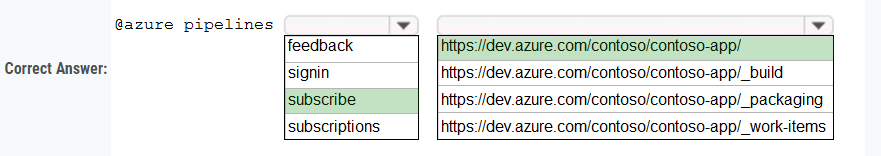 @azure pipelines
Correct Answer:
feedback
signin
subscribe
subscriptions
https://dev.azure.com/contoso/contoso-app/
https://dev.azure.com/contoso/contoso-app/_build
https://dev.azure.com/contoso/contoso-app/_packaging
https://dev.azure.com/contoso/contoso-app/_work-items